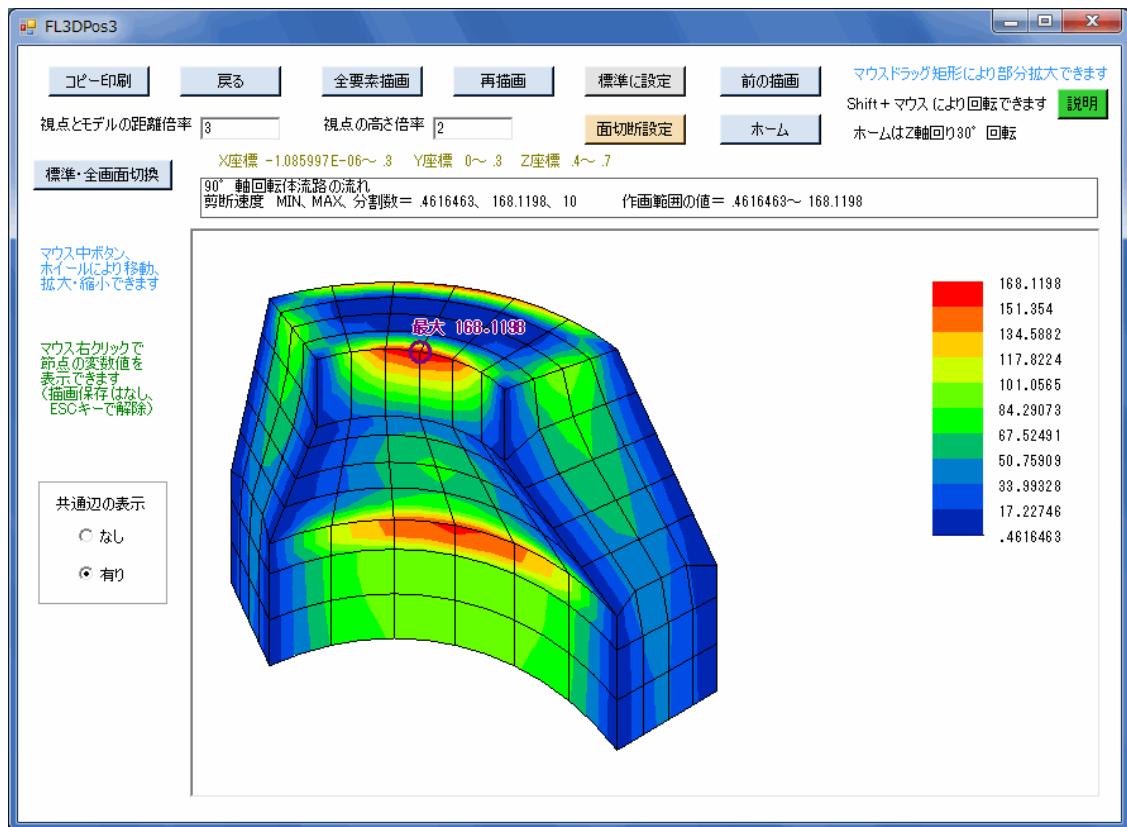 FL3DPos3
コピー印刷
戻る
全要素描画
再描画
標準に設定
前の描画
マウスドラッグ矩形により部分拡大できます
Shift+マウス により回転できます
説明
視点とモデルの距離倍率 3
視点の高さ倍率 2
面切断設定
ホーム
ホームはZ軸回り30° 回転
標準・全画面切換
X座標 -1.085997E-06～ .3 Y座標 0～ .3 Z座標 .4～ .7
90° 軸回転体流路の流れ
剪断速度 MIN、MAX、分割数＝ .4616463、 168.1198、 10 作画範囲の値＝ .4616463～ 168.1198
マウス中ボタン、
ホイールにより移動、
拡大・縮小できます
マウス右クリックで
節点の変数値を
表示できます
(描画保存はなし、
ESCキーで解除)
共通辺の表示
なし
有り
最大 168.1198
168.1198
151.354
134.5882
117.8224
101.0565
84.29073
67.52491
50.75909
33.99328
17.22746
.4616463